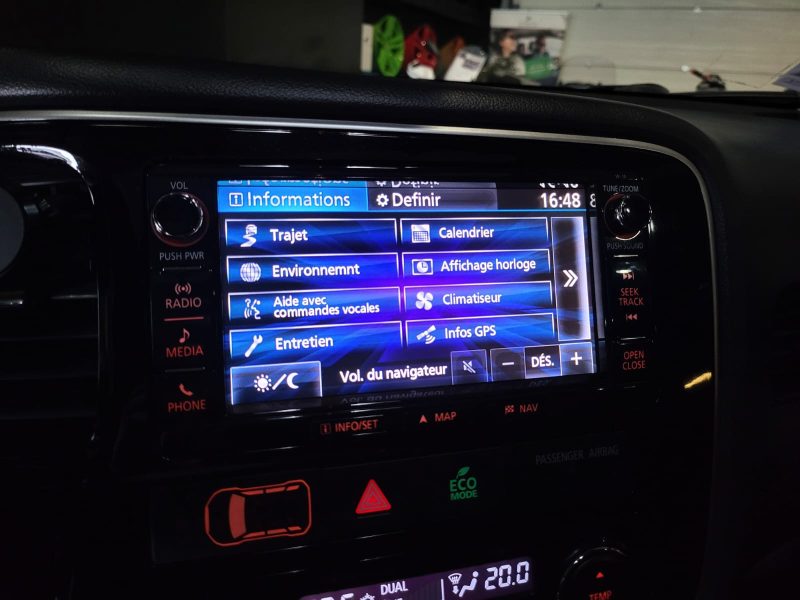 VOL
TUNE/ZOOM
Informations
Definir
16:48
Trajet
Calendrier
PUSH PWR
PUSH SOUND
Environnemnt
Affichage horloge
RADIO
SEEK
TRACK
Aide avec
commandes vocales
Climatiseur
MEDIA
Entretien
Infos GPS
OPEN
CLOSE
Vol. du navigateur
DÉS.
PHONE
INFO/SET
MAP
NAV
PASSENGER AIRBAG
ECO
MODE
DUAL
20.0
TEMP